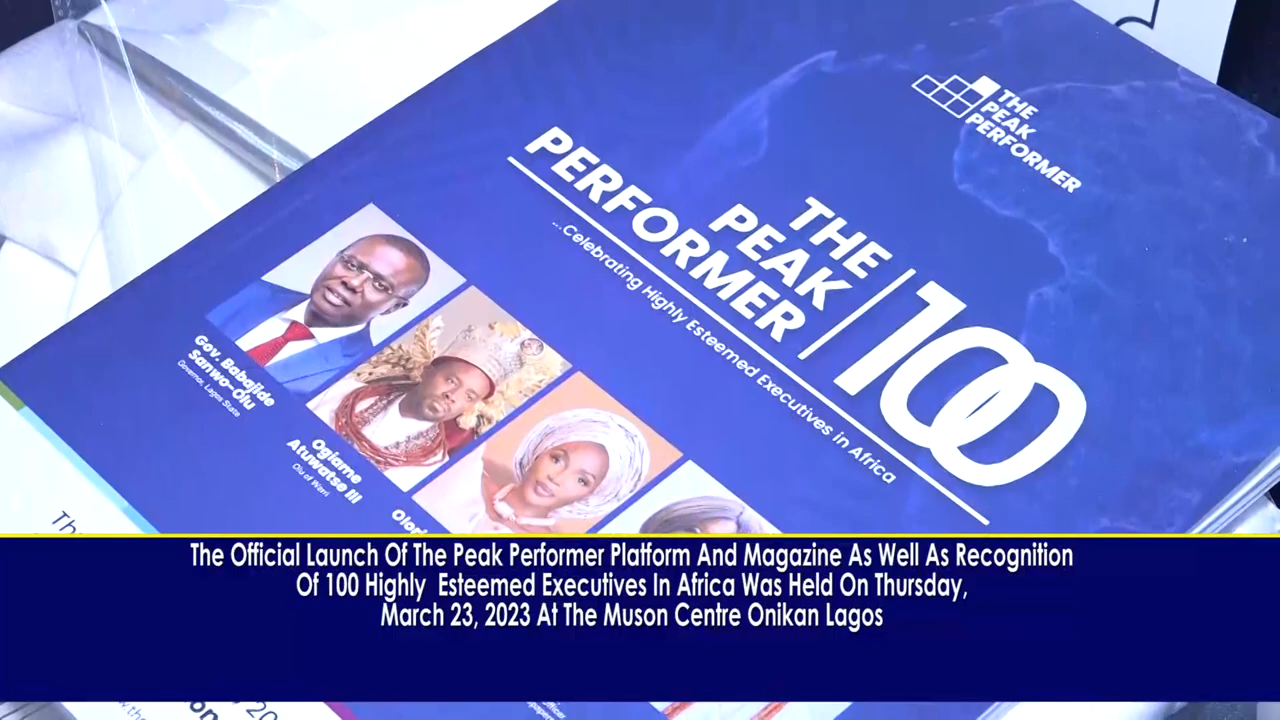 THE
PEAK
PERFORMER
THE
PEAK
PERFORMER
100
...Celebrating Highly Esteemed Executives in Africa
Gov. Babajide
Sanwo-Olu
Governor, Lagos State
Ogiame
Atuwatse III
Olu of Warri
The Official Launch Of The Peak Performer Platform And Magazine As Well As Recognition
Of 100 Highly Esteemed Executives In Africa Was Held On Thursday,
March 23, 2023 At The Muson Centre Onikan Lagos